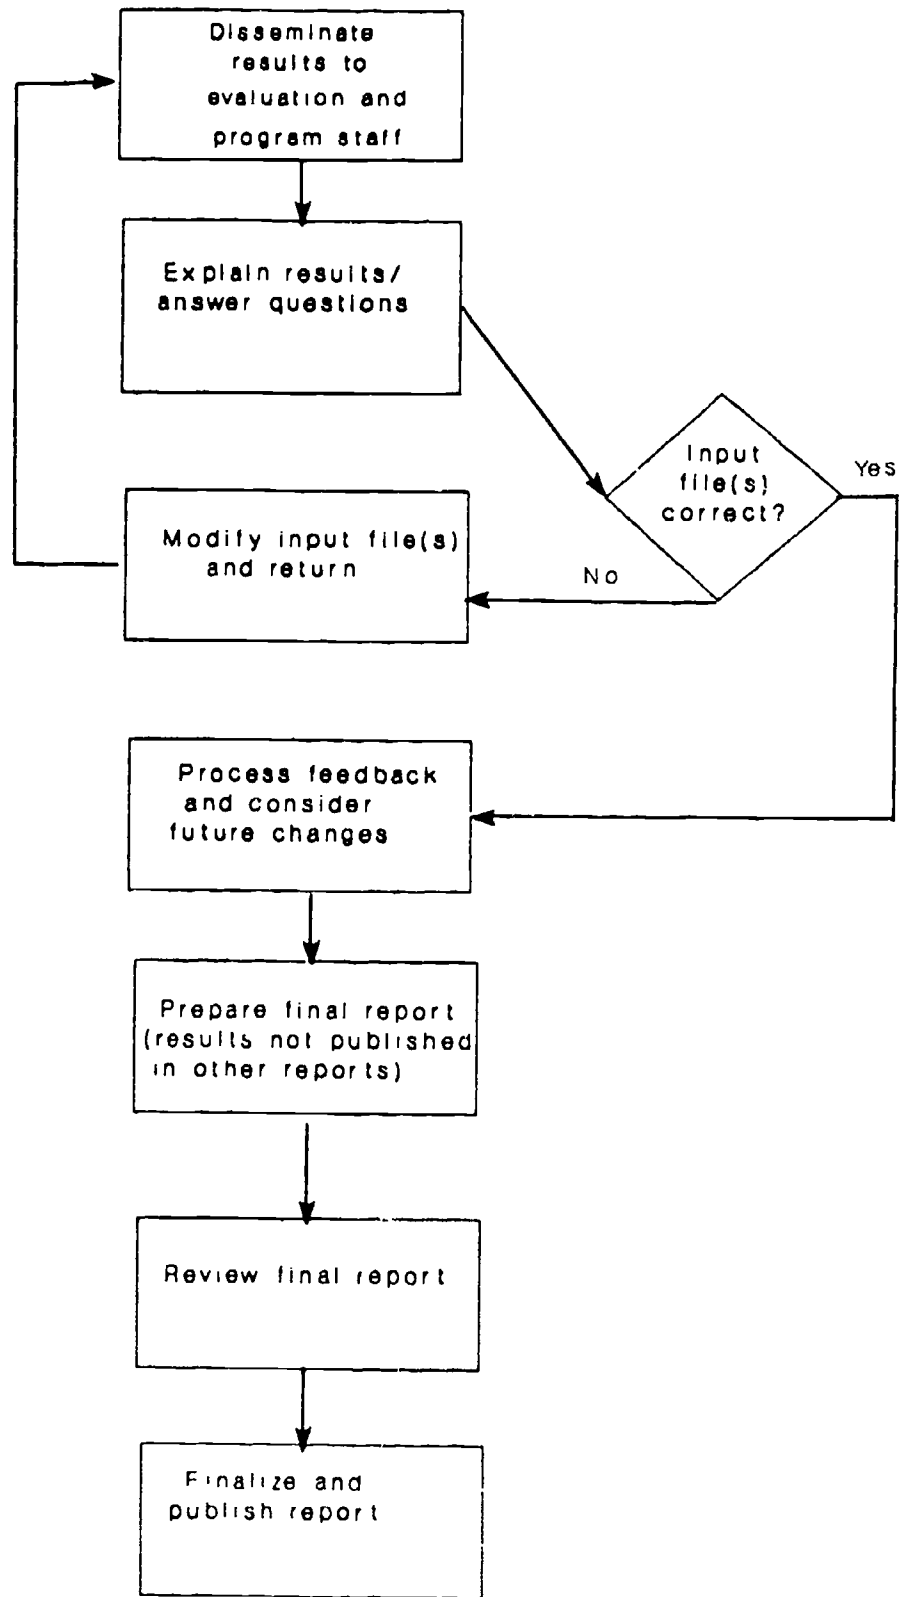 Disseminate
results to
evaluation and
program staff
Explain results/
answer questions
Input
file(s)
correct?
Yes
No
Modify input file(s)
and return
Process feedback
and consider
future changes
Prepare final report
(results not published
in other reports)
Review final report
Finalize and
publish report